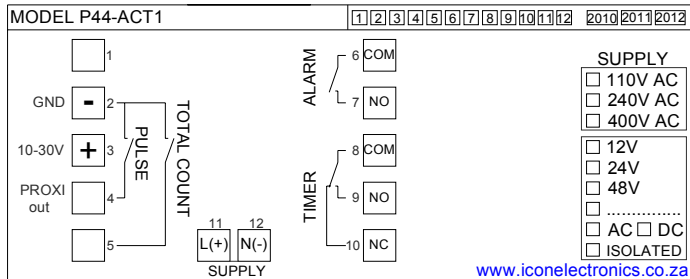 MODEL P44-ACT1
1 2 3 4 5 6 7 8 9 10 11 12 2010 2011 2012
1
GND - 2
10-30V + 3
PROXI out 4
5
PULSE
TOTAL COUNT
11 12
L(+) N(-)
SUPPLY
ALARM
6 COM
7 NO
TIMER
8 COM
9 NO
10 NC
SUPPLY
110V AC
240V AC
400V AC
12V
24V
48V
...............
AC DC
ISOLATED
www.iconelectronics.co.za